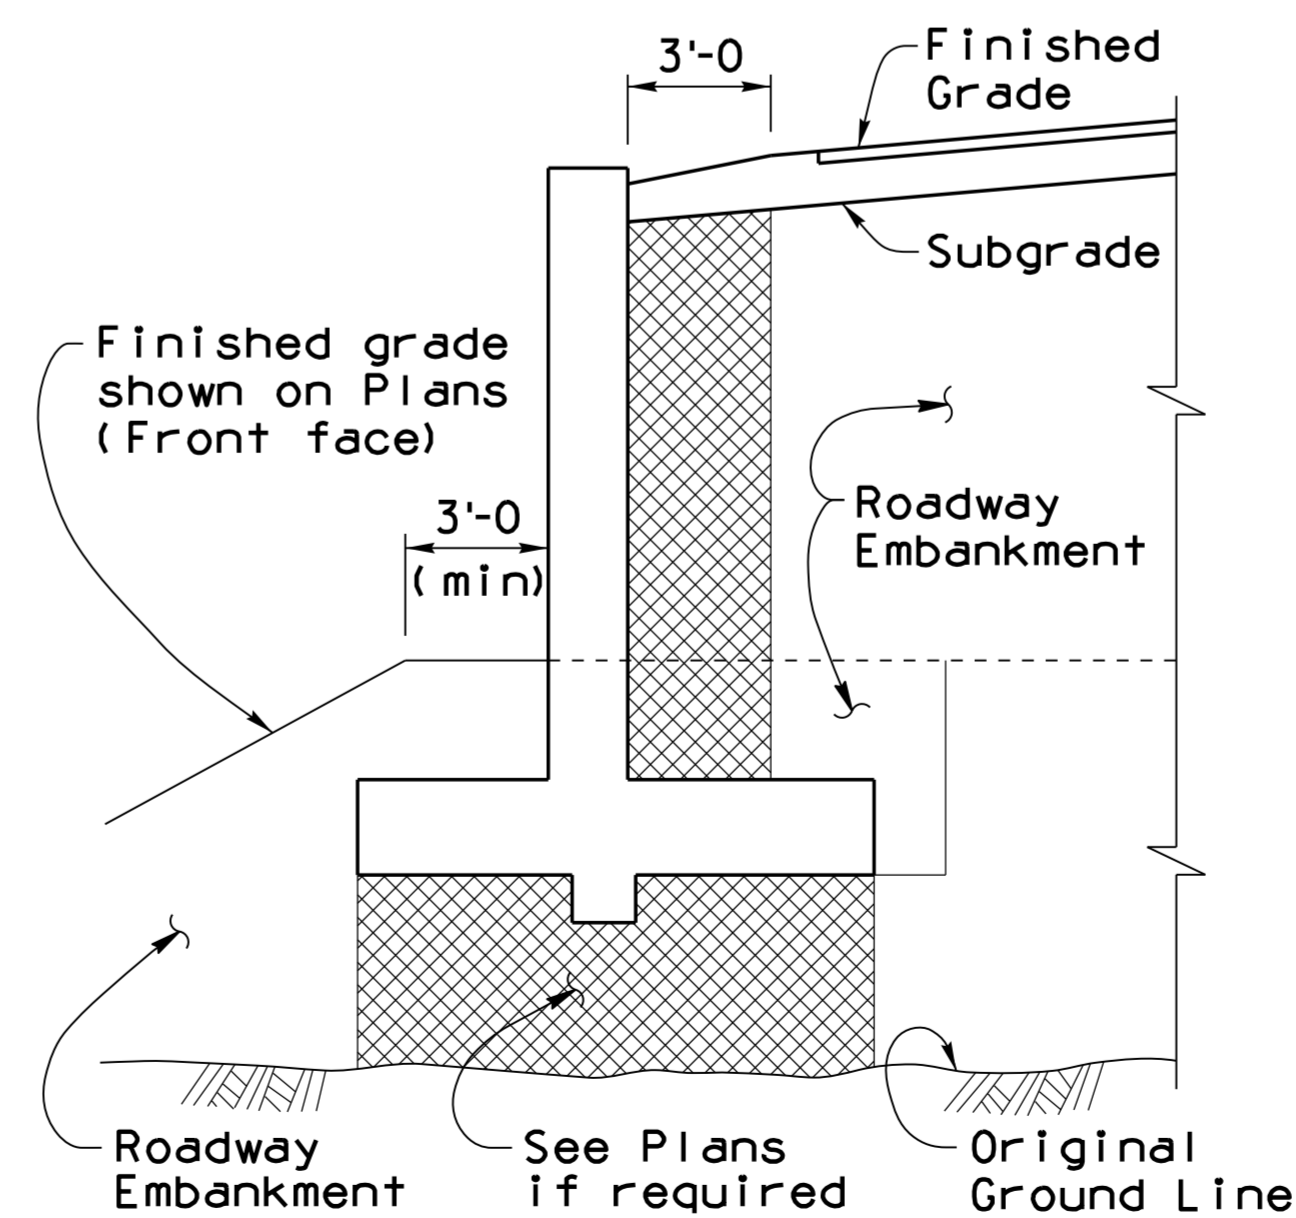 3'-0
Finished
Grade
Subgrade
Finished grade
shown on Plans
(Front face)
3'-0
(min)
Roadway
Embankment
Roadway
Embankment
See Plans
if required
Original
Ground Line